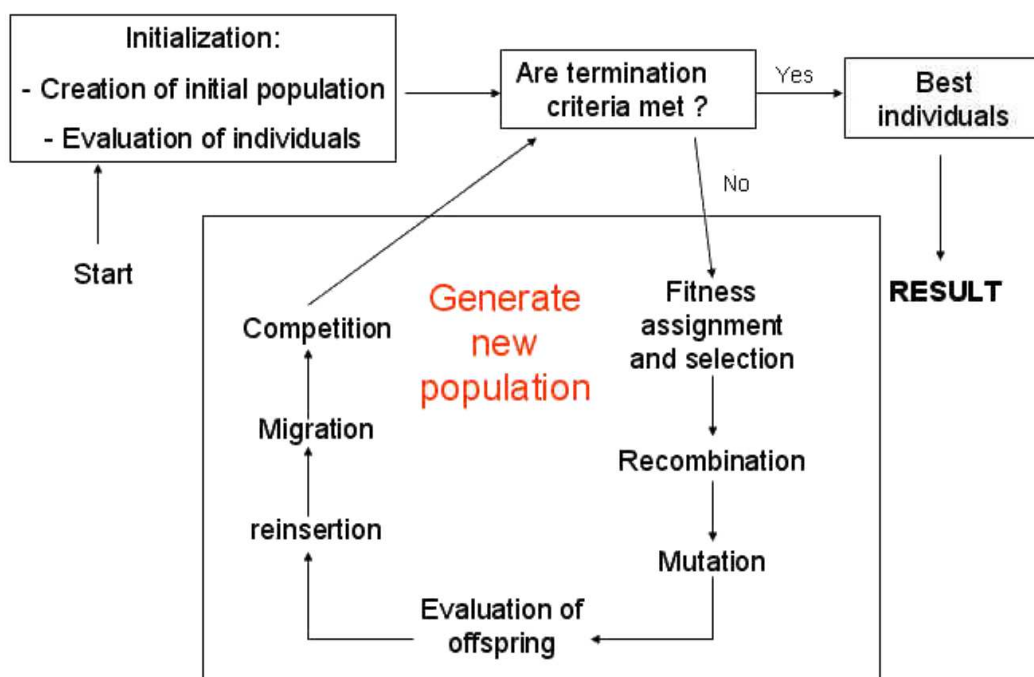 Initialization:
- Creation of initial population
- Evaluation of individuals
Are termination
criteria met ?
Yes
Best
individuals
No
Start
RESULT
Generate
new
population
Fitness
assignment
and selection
Recombination
Mutation
Evaluation of
offspring
reinsertion
Migration
Competition